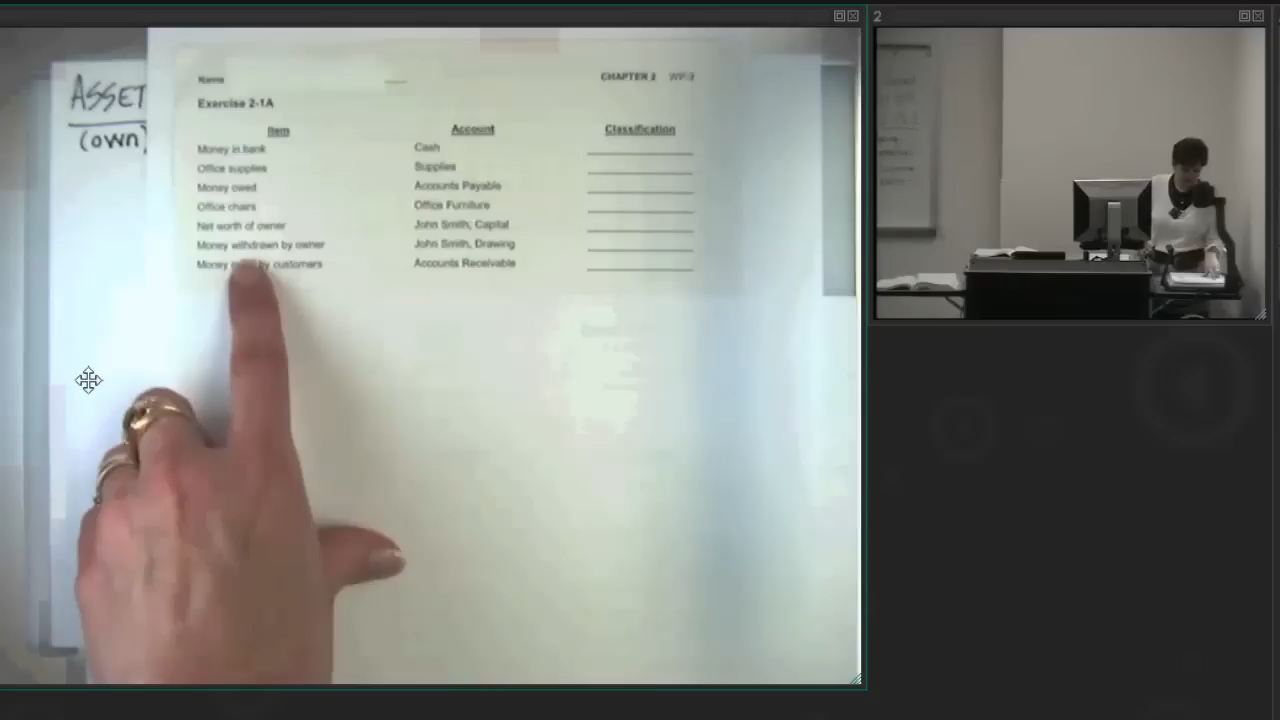 2
ASSET
(own)
Name
CHAPTER 2 WP-3
Exercise 2-1A
Item Account Classification
Money in bank Cash
Office supplies Supplies
Money owed Accounts Payable
Office chairs Office Furniture
Net worth of owner John Smith, Capital
Money withdrawn by owner John Smith, Drawing
Money by customers Accounts Receivable